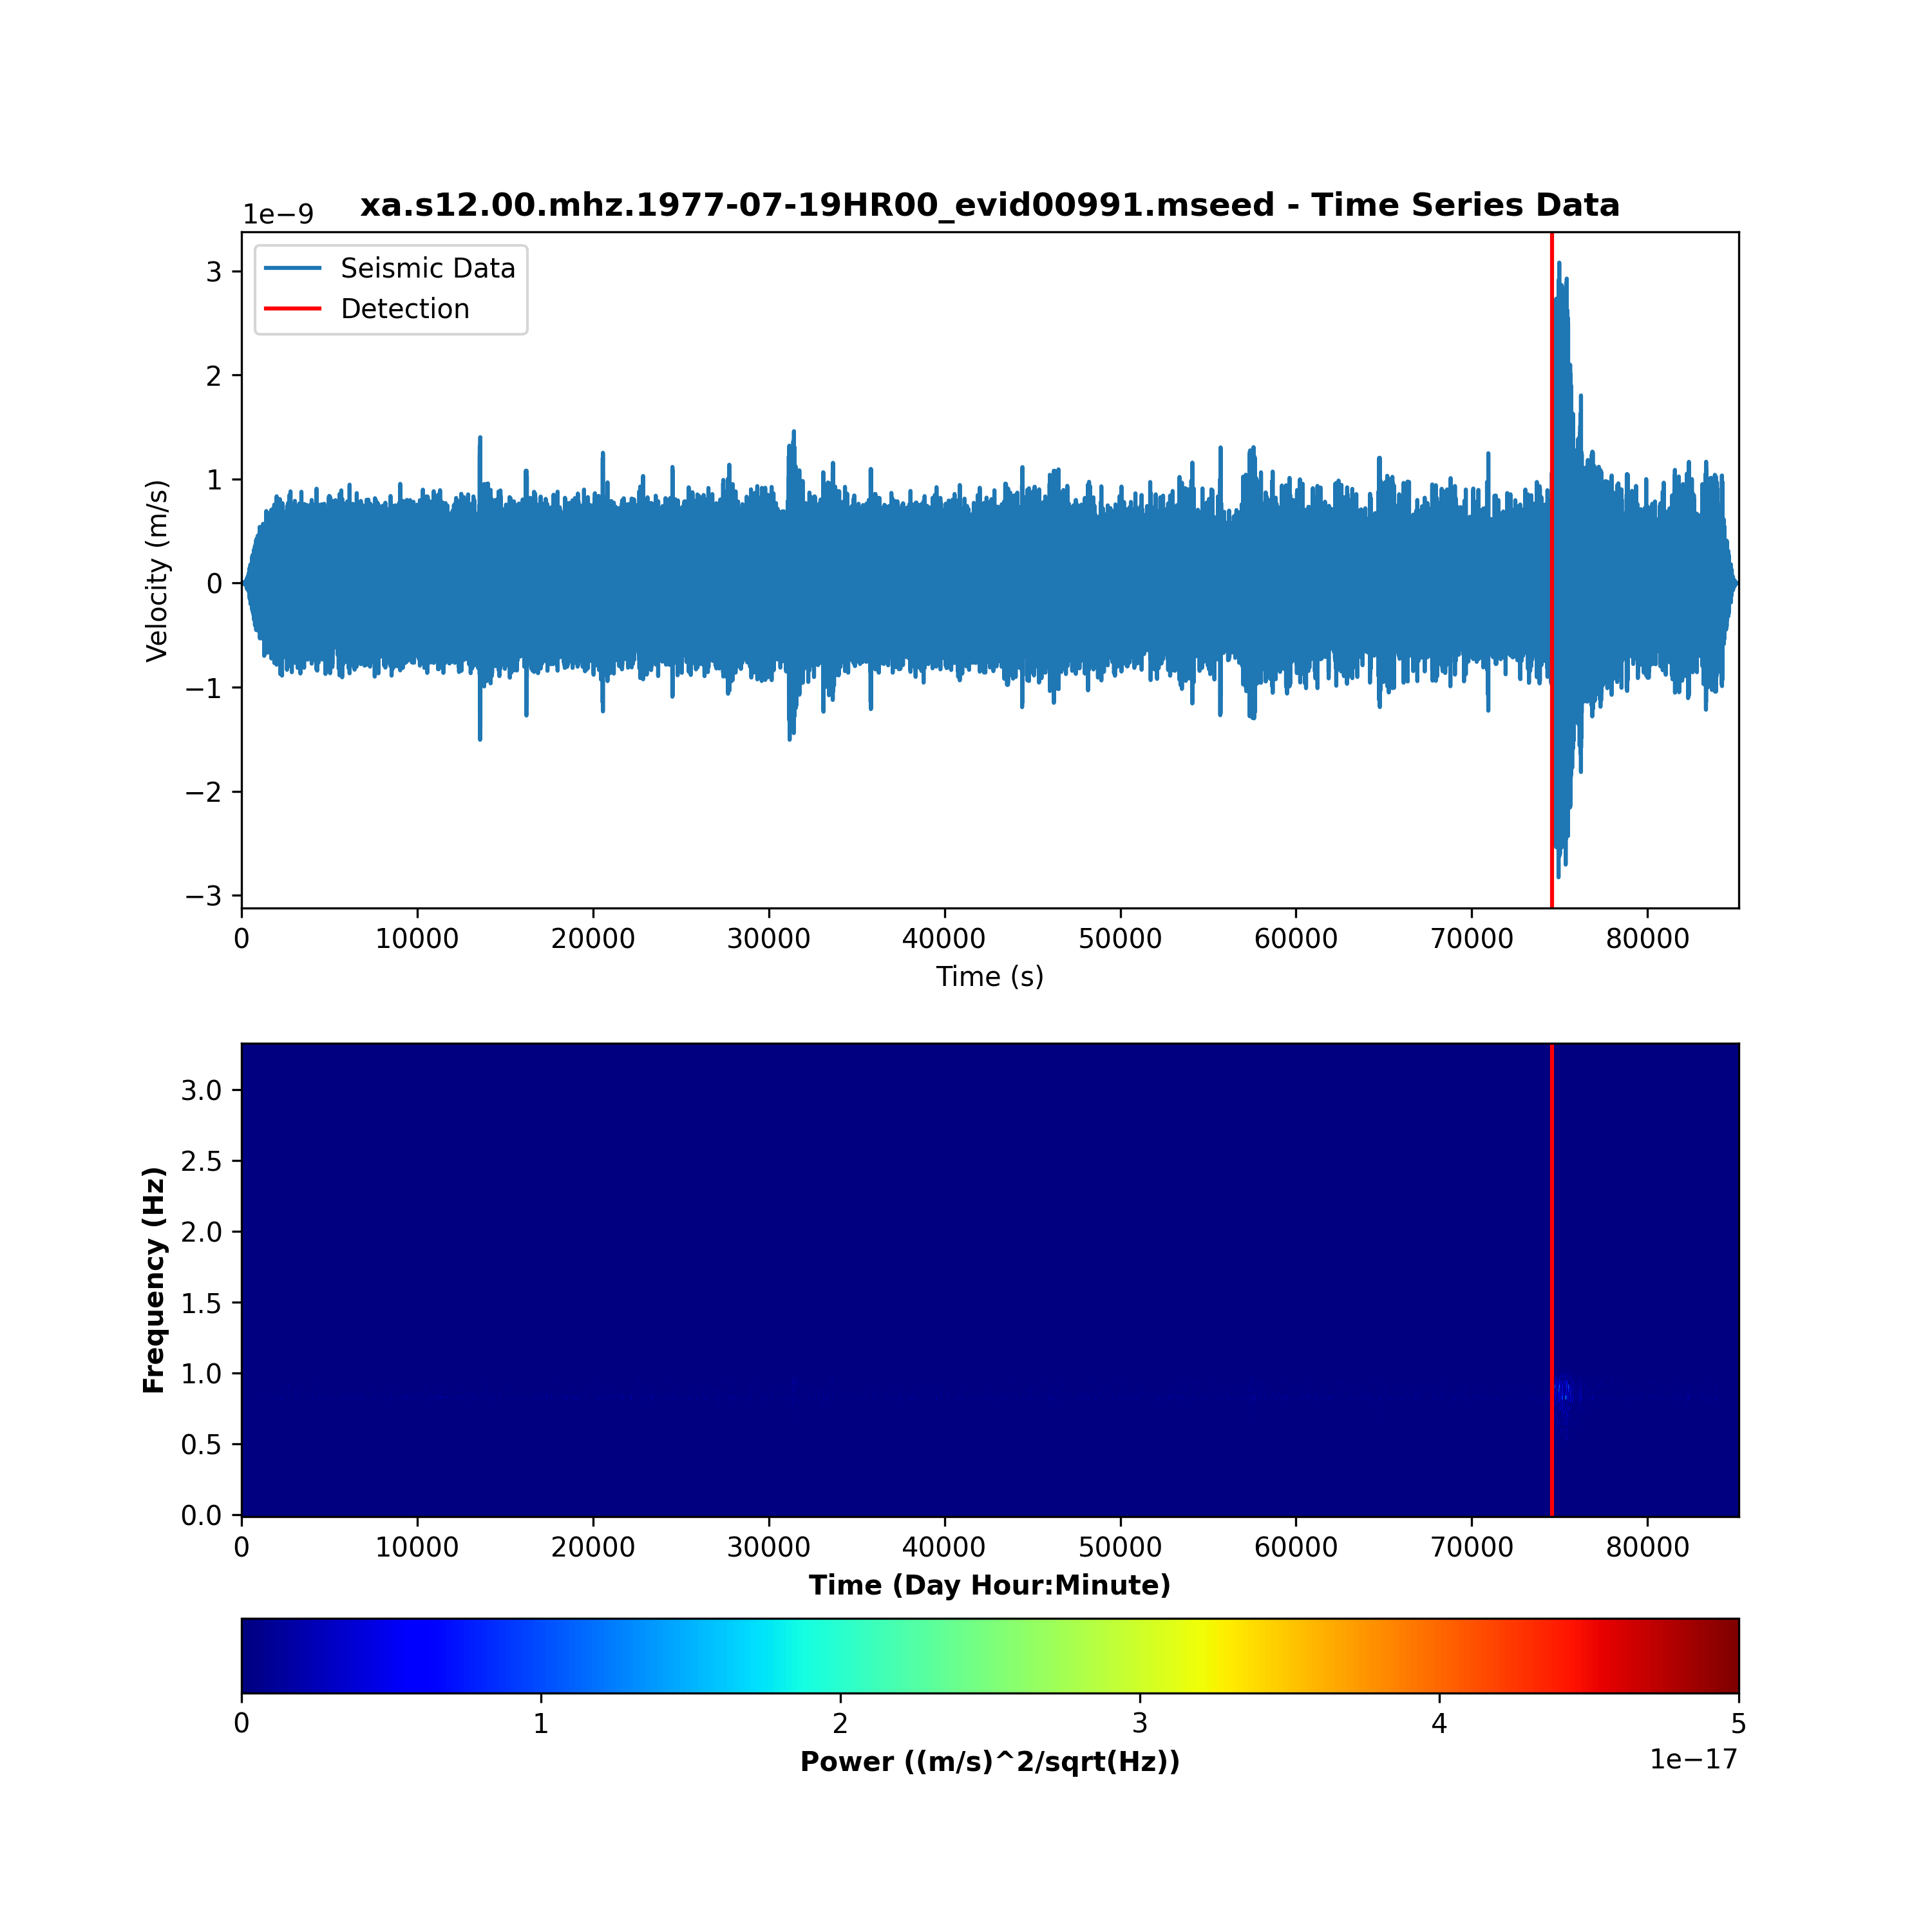 xa.s12.00.mhz.1977-07-19HR00_evid00991.mseed - Time Series Data
1e−9
Seismic Data
Detection
3
2
1
0
−1
−2
−3
Velocity (m/s)
0 10000 20000 30000 40000 50000 60000 70000 80000
Time (s)
3.0
2.5
2.0
1.5
1.0
0.5
0.0
Frequency (Hz)
0 10000 20000 30000 40000 50000 60000 70000 80000
Time (Day Hour:Minute)
0 1 2 3 4 5
1e−17
Power ((m/s)^2/sqrt(Hz))